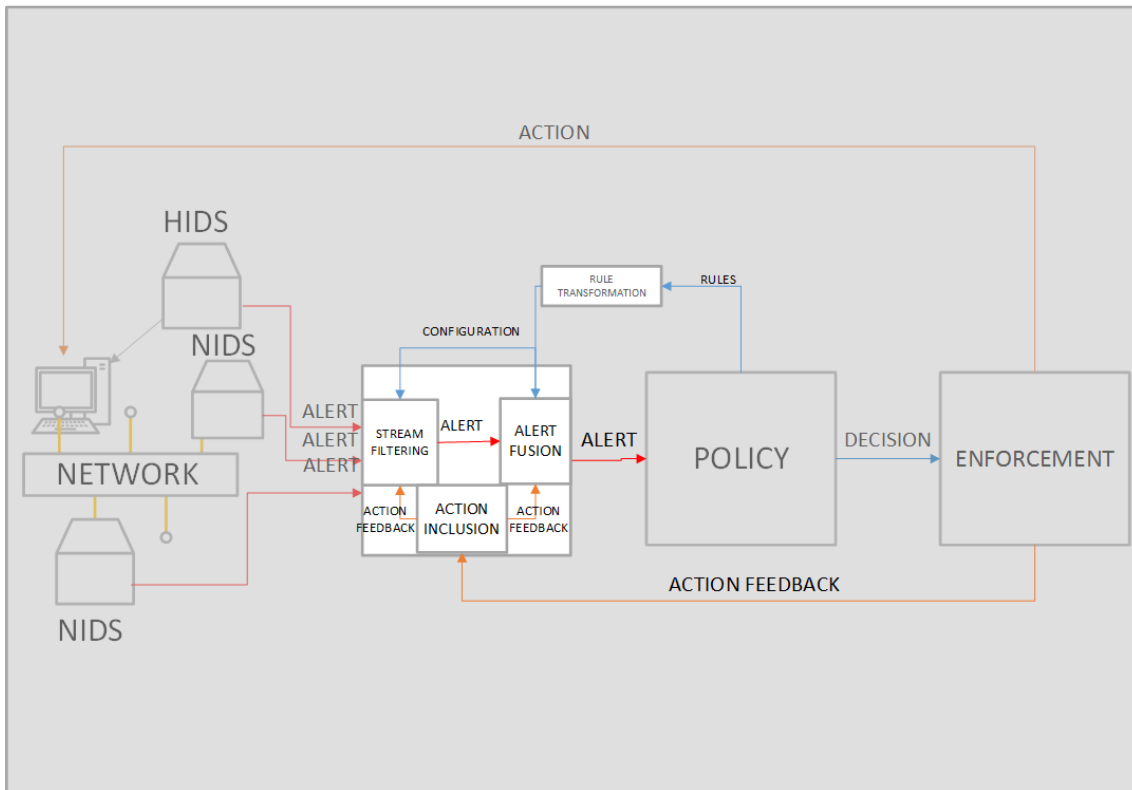 ACTION
HIDS
RULE
TRANSFORMATION
RULES
CONFIGURATION
NIDS
ALERT
ALERT
ALERT
STREAM
FILTERING
ALERT
ALERT
FUSION
ALERT
POLICY
DECISION
ENFORCEMENT
NETWORK
ACTION
FEEDBACK
ACTION
INCLUSION
ACTION
FEEDBACK
ACTION FEEDBACK
NIDS